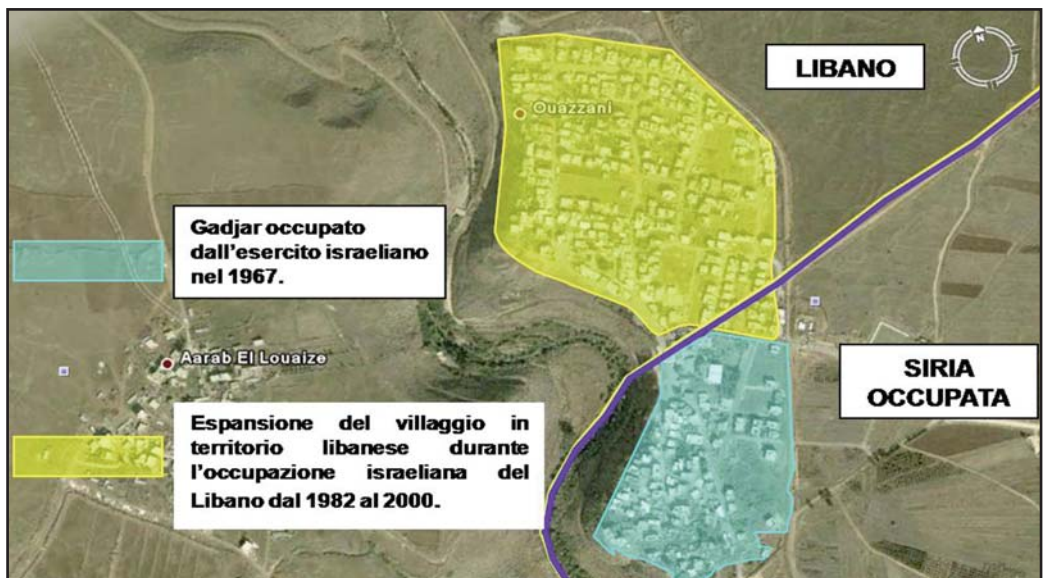 LIBANO
N
Ouazzani
Gadjar occupato
dall'esercito israeliano
nel 1967.
Aarab El Louaize
SIRIA
OCCUPATA
Espansione del villaggio in
territorio libanese durante
l'occupazione israeliana del
Libano dal 1982 al 2000.